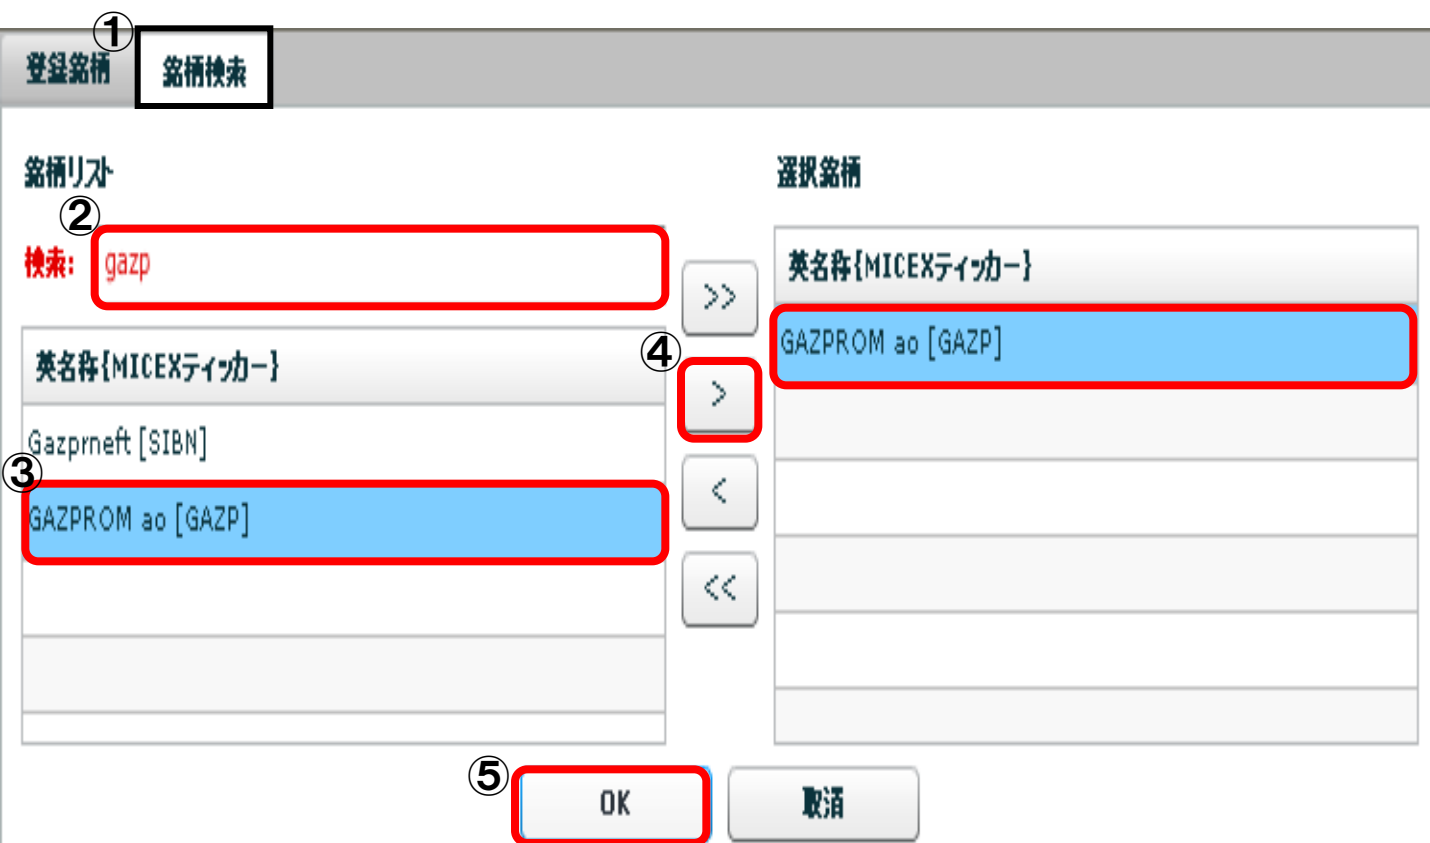 ①
登録銘柄 銘柄検索
銘柄リスト
②
検索: gazp
英名称{MICEXティッカー}
Gazprneft [SIBN]
③
GAZPROM ao [GAZP]
>>
④
>
<
<<
選択銘柄
英名称{MICEXティッカー}
GAZPROM ao [GAZP]
⑤
OK 取消